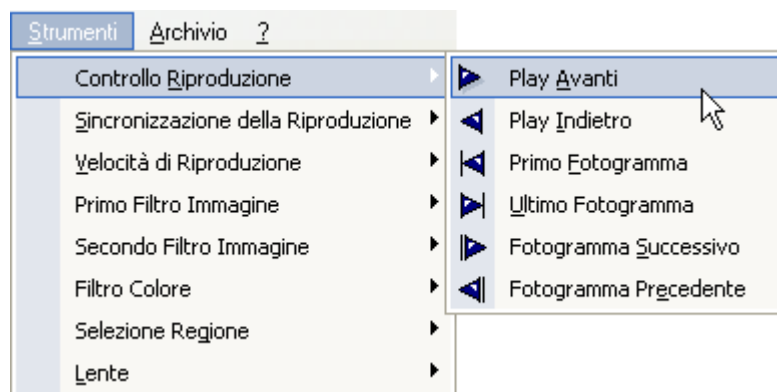 Strumenti Archivio ?
Controllo Riproduzione
Sincronizzazione della Riproduzione
Velocità di Riproduzione
Primo Filtro Immagine
Secondo Filtro Immagine
Filtro Colore
Selezione Regione
Lente
Play Avanti
Play Indietro
Primo Fotogramma
Ultimo Fotogramma
Fotogramma Successivo
Fotogramma Precedente